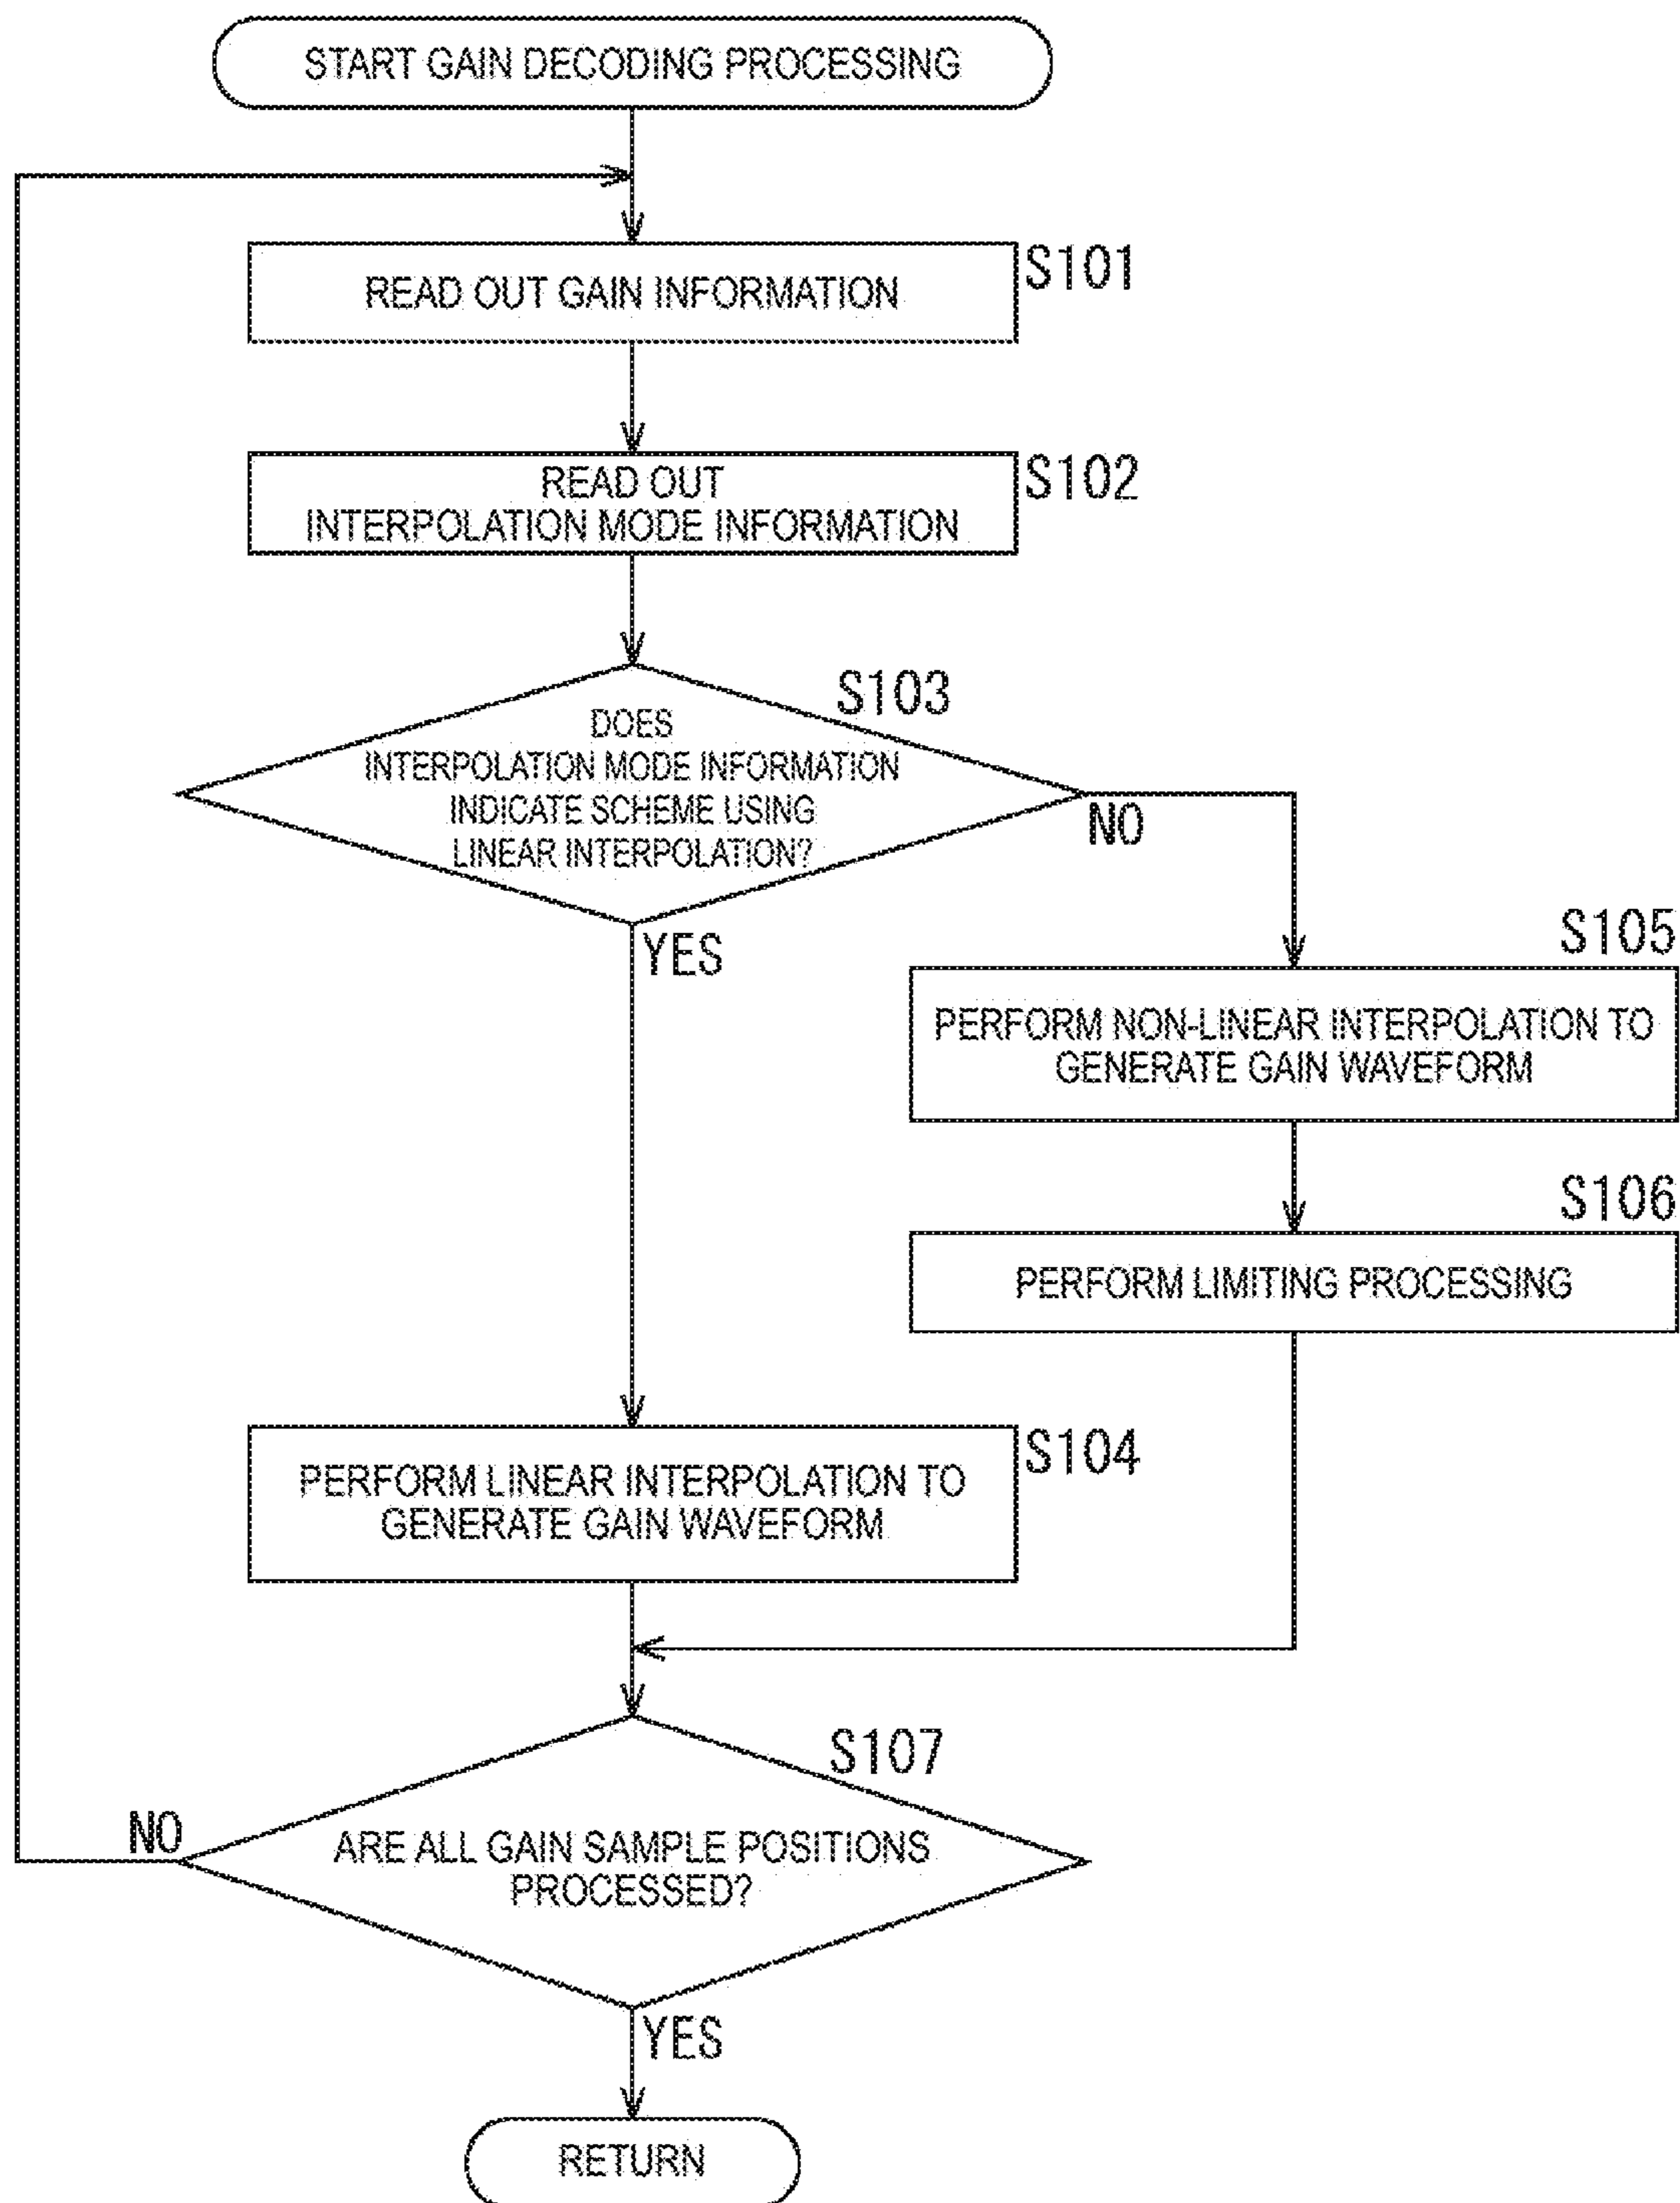 START GAIN DECODING PROCESSING
S101
READ OUT GAIN INFORMATION
S102
READ OUT
INTERPOLATION MODE INFORMATION
S103
DOES
INTERPOLATION MODE INFORMATION
INDICATE SCHEME USING
LINEAR INTERPOLATION?
NO
YES
S105
PERFORM NON-LINEAR INTERPOLATION TO
GENERATE GAIN WAVEFORM
S106
PERFORM LIMITING PROCESSING
S104
PERFORM LINEAR INTERPOLATION TO
GENERATE GAIN WAVEFORM
S107
NO
ARE ALL GAIN SAMPLE POSITIONS
PROCESSED?
YES
RETURN